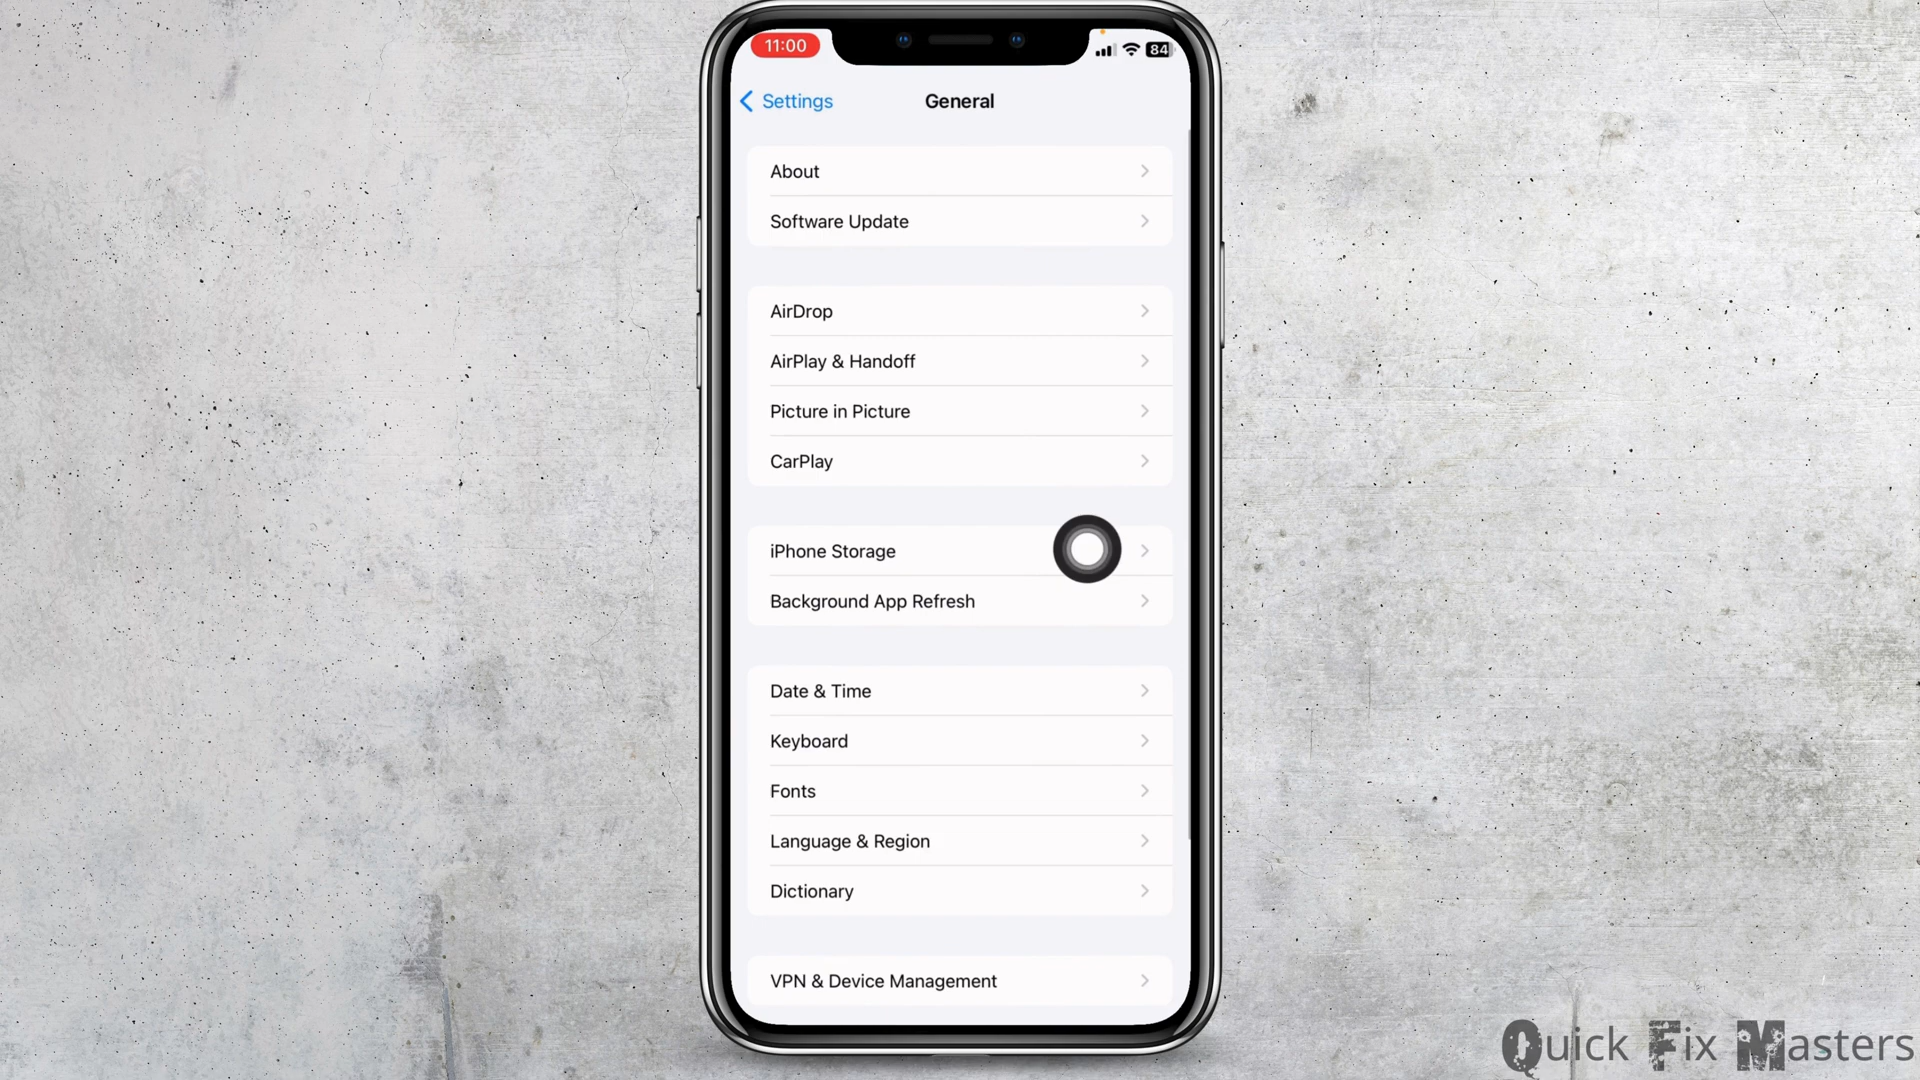 11:00
84
Settings
General
About
Software Update
AirDrop
AirPlay & Handoff
Picture in Picture
CarPlay
iPhone Storage
Background App Refresh
Date & Time
Keyboard
Fonts
Language & Region
Dictionary
VPN & Device Management
Quick Fix Masters